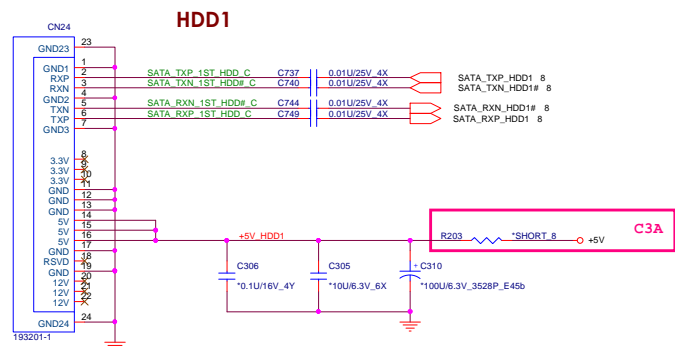 HDD1
CN24
GND23 23
GND1 1
RXP 2 SATA_TXP_1ST_HDD_C C737 0.01U/25V_4X SATA_TXP_HDD1 8
RXN 3 SATA_TXN_1ST_HDD#_C C740 0.01U/25V_4X SATA_TXN_HDD1# 8
GND2 4
TXN 5 SATA_RXN_1ST_HDD#_C C744 0.01U/25V_4X SATA_RXN_HDD1# 8
TXP 6 SATA_RXP_1ST_HDD_C C749 0.01U/25V_4X SATA_RXP_HDD1 8
GND3 7
3.3V 8
3.3V 9
3.3V 10
GND 11
GND 12
GND 13
5V 14
5V 15
5V 16 +5V_HDD1 R203 *SHORT_8 +5V C3A
GND 17
RSVD 18
GND 19
12V 20
12V 21
12V 22
GND24 24
C306 C305 + C310
*0.1U/16V_4Y *10U/6.3V_6X *100U/6.3V_3528P_E45b
193201-1